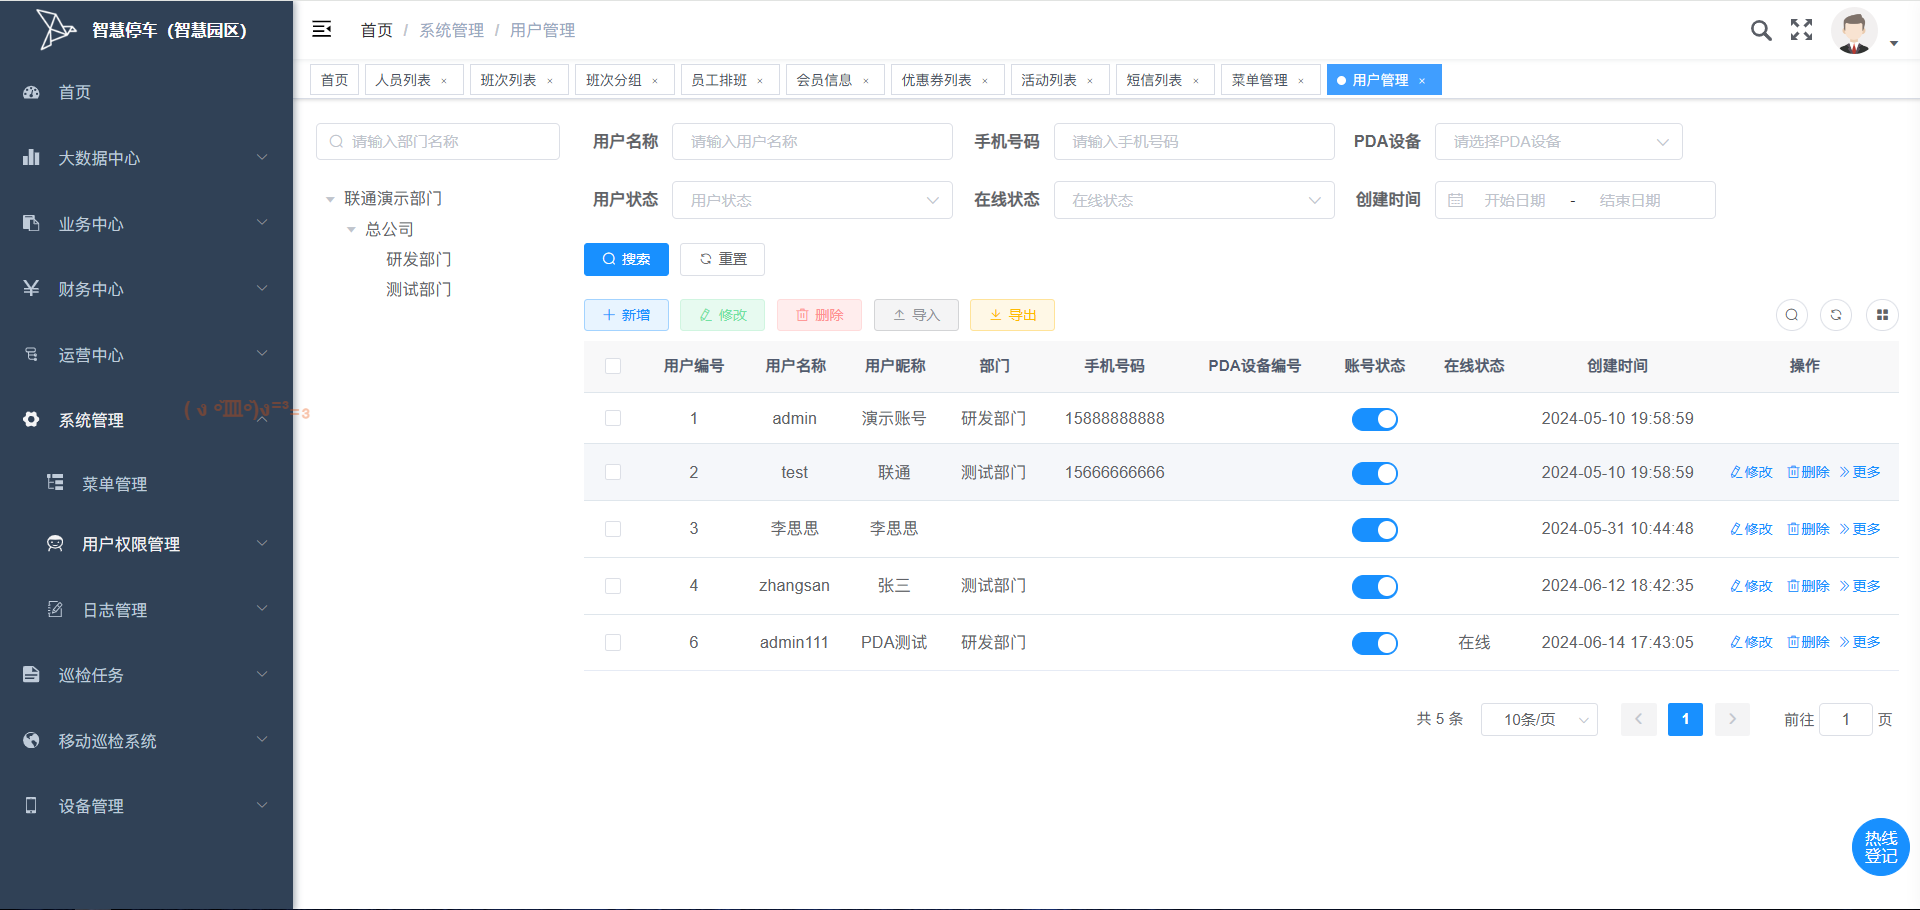 智慧停车（智慧园区）
首页
大数据中心
业务中心
财务中心
运营中心
系统管理
菜单管理
用户权限管理
日志管理
巡检任务
移动巡检系统
设备管理
首页 / 系统管理 / 用户管理
首页 人员列表 × 班次列表 × 班次分组 × 员工排班 × 会员信息 × 优惠券列表 × 活动列表 × 短信列表 × 菜单管理 × 用户管理 ×
请输入部门名称
联通演示部门
总公司
研发部门
测试部门
用户名称 请输入用户名称 手机号码 请输入手机号码 PDA设备 请选择PDA设备
用户状态 用户状态 在线状态 在线状态 创建时间 开始日期 - 结束日期
搜索 重置
新增 修改 删除 导入 导出
用户编号 用户名称 用户昵称 部门 手机号码 PDA设备编号 账号状态 在线状态 创建时间 操作
1 admin 演示账号 研发部门 15888888888 2024-05-10 19:58:59
2 test 联通 测试部门 15666666666 2024-05-10 19:58:59 修改 删除 更多
3 李思思 李思思 2024-05-31 10:44:48 修改 删除 更多
4 zhangsan 张三 测试部门 2024-06-12 18:42:35 修改 删除 更多
6 admin111 PDA测试 研发部门 在线 2024-06-14 17:43:05 修改 删除 更多
共 5 条 10条/页 1 前往 1 页
热线
登记